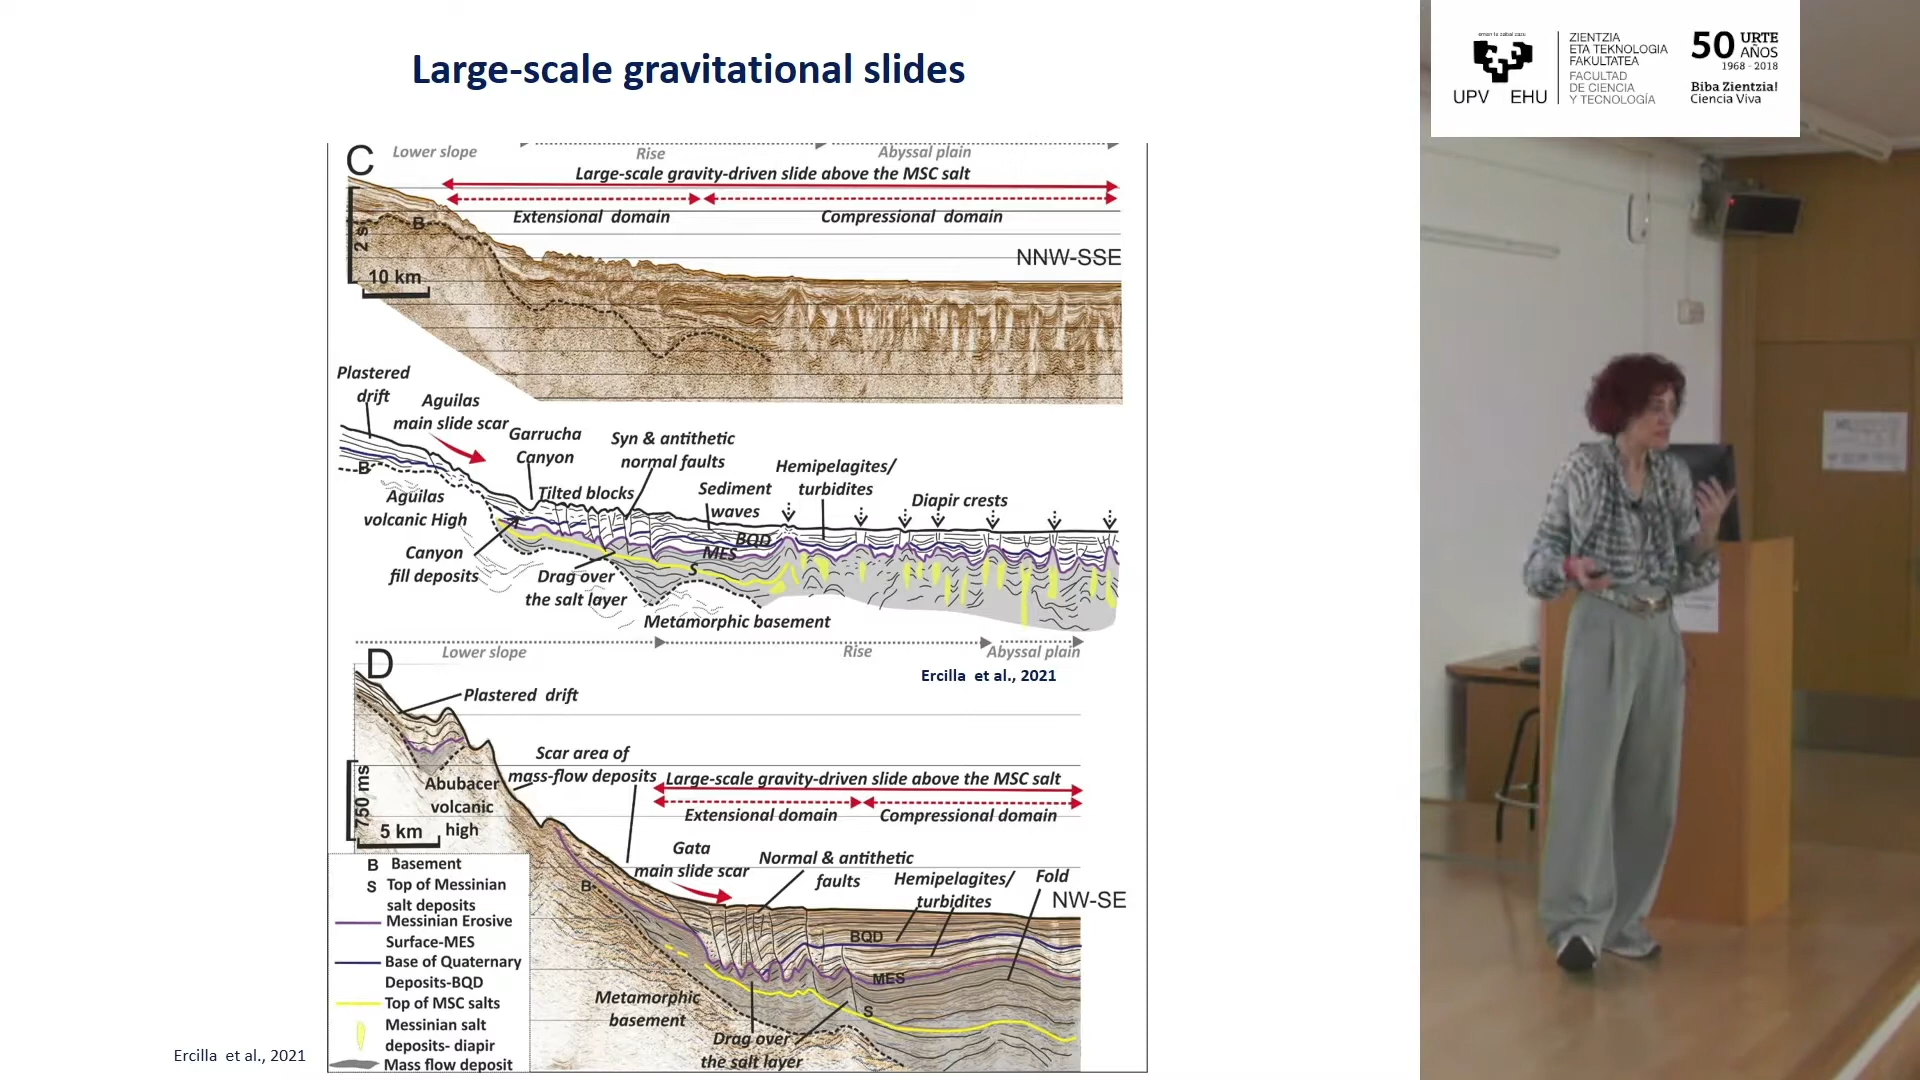 Large-scale gravitational slides
eman ta zabal zazu
UPV EHU
ZIENTZIA
ETA TEKNOLOGIA
FAKULTATEA
FACULTAD
DE CIENCIA
Y TECNOLOGÍA
50 URTE
AÑOS
1968 - 2018
Biba Zientzia!
Ciencia Viva
C
Lower slope
Rise
Abyssal plain
Large-scale gravity-driven slide above the MSC salt
Extensional domain
Compressional domain
B
2 s
10 km
NNW-SSE
Plastered
drift
Aguilas
main slide scar
Garrucha
Canyon
Syn & antithetic
normal faults
Hemipelagites/
turbidites
Tilted blocks
Sediment
waves
Diapir crests
B
Aguilas
volcanic High
BQD
MES
S
Canyon
fill deposits
Drag over
the salt layer
Metamorphic basement
Lower slope
Rise
Abyssal plain
D
Ercilla et al., 2021
Plastered drift
Scar area of
mass-flow deposits
Large-scale gravity-driven slide above the MSC salt
Abubacer
volcanic
high
750 ms
5 km
Extensional domain
Compressional domain
Gata
main slide scar
Normal & antithetic
faults
Hemipelagites/
turbidites
Fold
NW-SE
B
BQD
MES
S
Metamorphic
basement
Drag over
the salt layer
B Basement
S Top of Messinian
salt deposits
Messinian Erosive
Surface-MES
Base of Quaternary
Deposits-BQD
Top of MSC salts
Messinian salt
deposits- diapir
Mass flow deposit
Ercilla et al., 2021